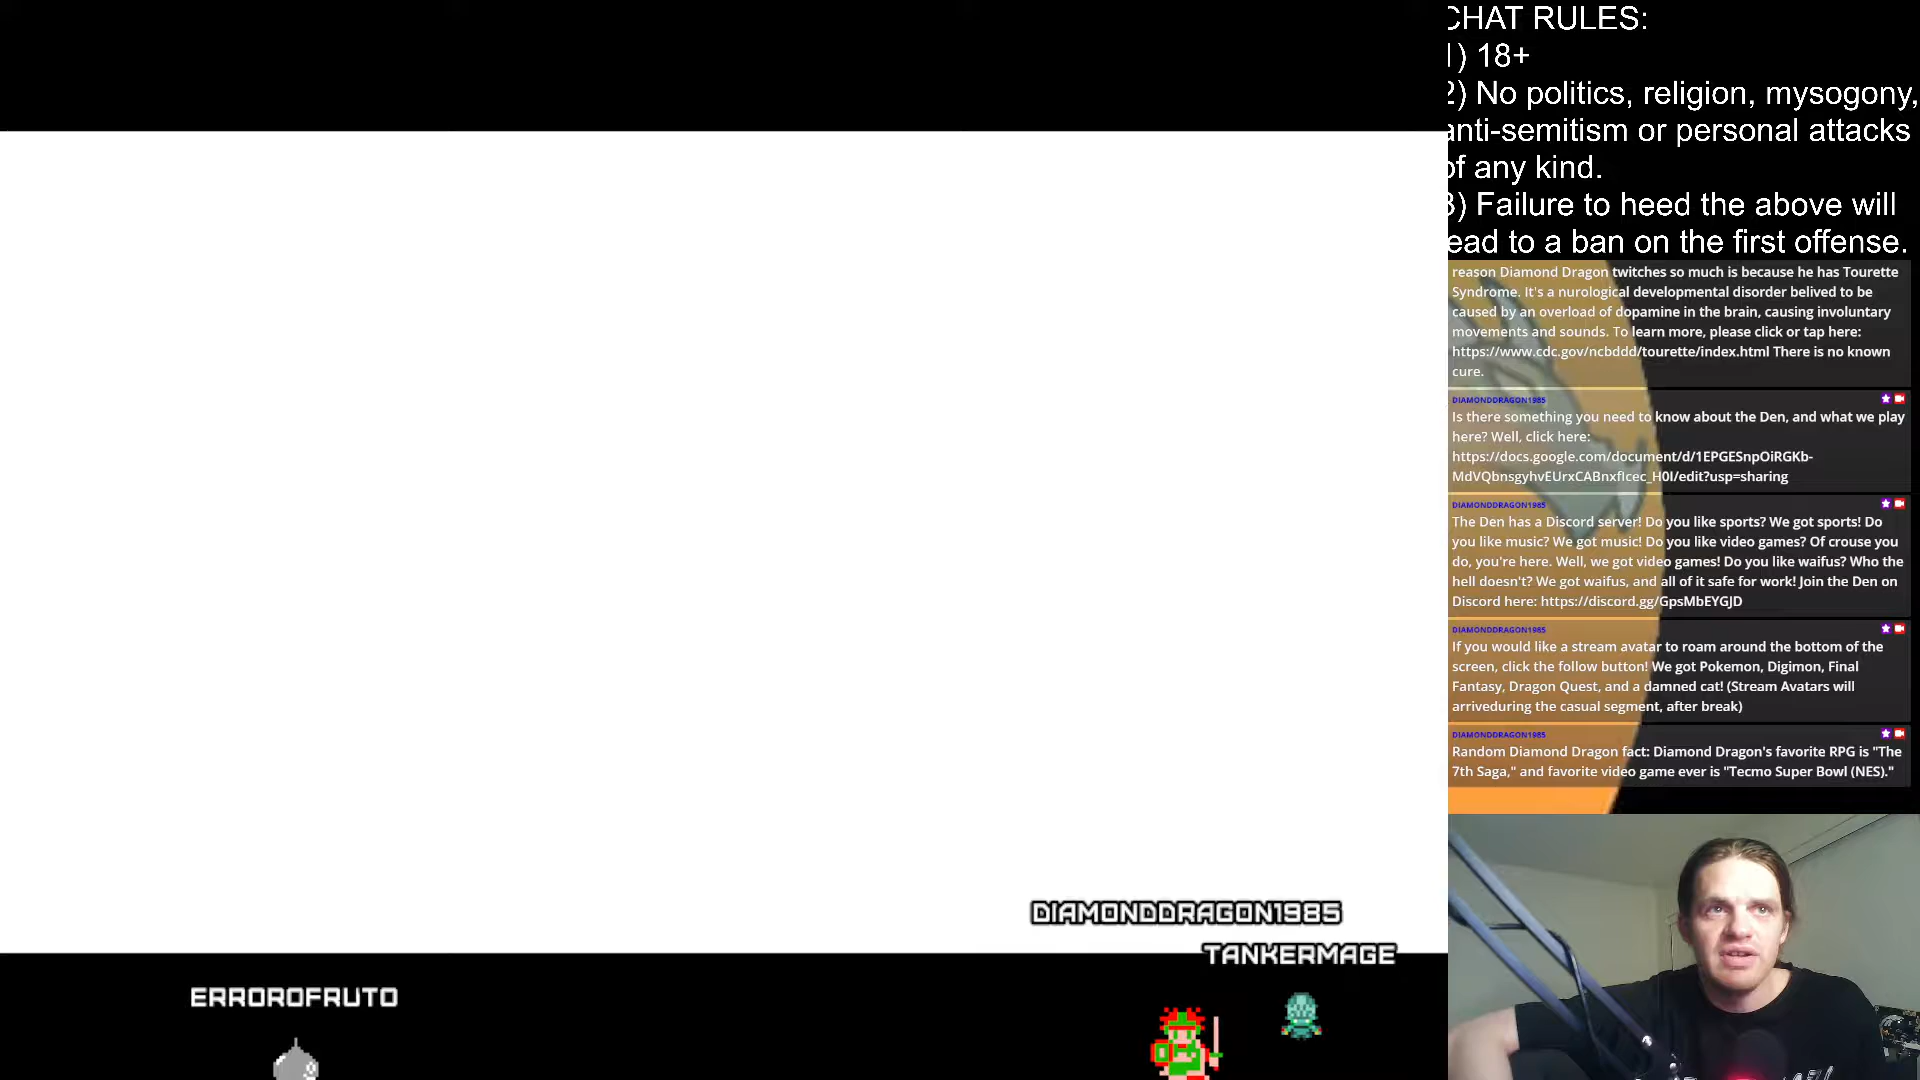 CHAT RULES:
1) 18+
2) No politics, religion, mysogony,
anti-semitism or personal attacks
of any kind.
3) Failure to heed the above will
lead to a ban on the first offense.
reason Diamond Dragon twitches so much is because he has Tourette
Syndrome. It's a nurological developmental disorder belived to be
caused by an overload of dopamine in the brain, causing involuntary
movements and sounds. To learn more, please click or tap here:
https://www.cdc.gov/ncbddd/tourette/index.html There is no known
cure.
DIAMONDDRAGON1985
Is there something you need to know about the Den, and what we play
here? Well, click here:
https://docs.google.com/document/d/1EPGESnpOiRGKb-
MdVQbnsgyhvEUrxCABnxfIcec_H0I/edit?usp=sharing
DIAMONDDRAGON1985
The Den has a Discord server! Do you like sports? We got sports! Do
you like music? We got music! Do you like video games? Of crouse you
do, you're here. Well, we got video games! Do you like waifus? Who the
hell doesn't? We got waifus, and all of it safe for work! Join the Den on
Discord here: https://discord.gg/GpsMbEYGJD
DIAMONDDRAGON1985
If you would like a stream avatar to roam around the bottom of the
screen, click the follow button! We got Pokemon, Digimon, Final
Fantasy, Dragon Quest, and a damned cat! (Stream Avatars will
arriveduring the casual segment, after break)
DIAMONDDRAGON1985
Random Diamond Dragon fact: Diamond Dragon's favorite RPG is "The
7th Saga," and favorite video game ever is "Tecmo Super Bowl (NES)."
DIAMONDDRAGON1985
TANKERMAGE
ERROROFRUTO